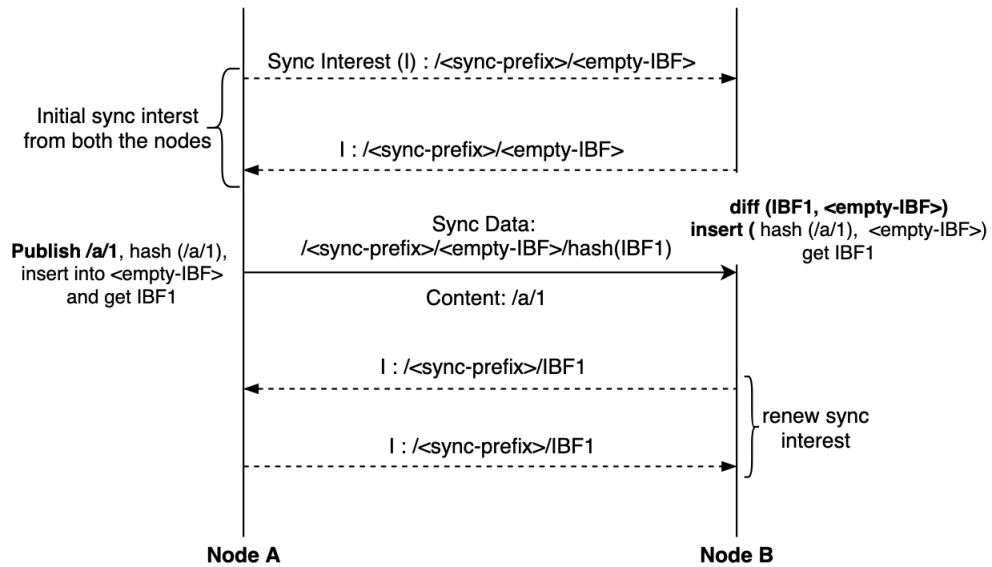 Sync Interest (I) : /<sync-prefix>/<empty-IBF>
Initial sync interst
from both the nodes
I : /<sync-prefix>/<empty-IBF>
diff (IBF1, <empty-IBF>)
insert ( hash (/a/1), <empty-IBF>)
get IBF1
Sync Data:
/<sync-prefix>/<empty-IBF>/hash(IBF1)
Publish /a/1, hash (/a/1),
insert into <empty-IBF>
and get IBF1
Content: /a/1
I : /<sync-prefix>/IBF1
renew sync
interest
I : /<sync-prefix>/IBF1
Node A
Node B